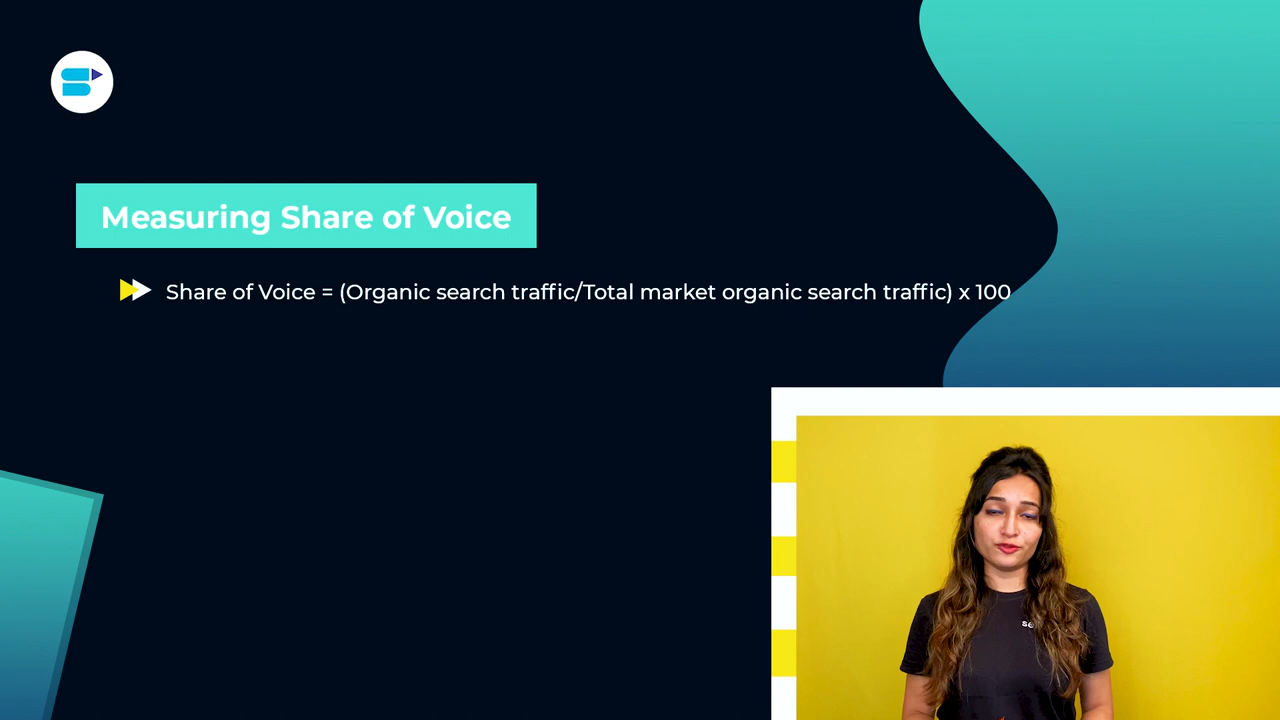 Measuring Share of Voice
Share of Voice = (Organic search traffic/Total market organic search traffic) x 100